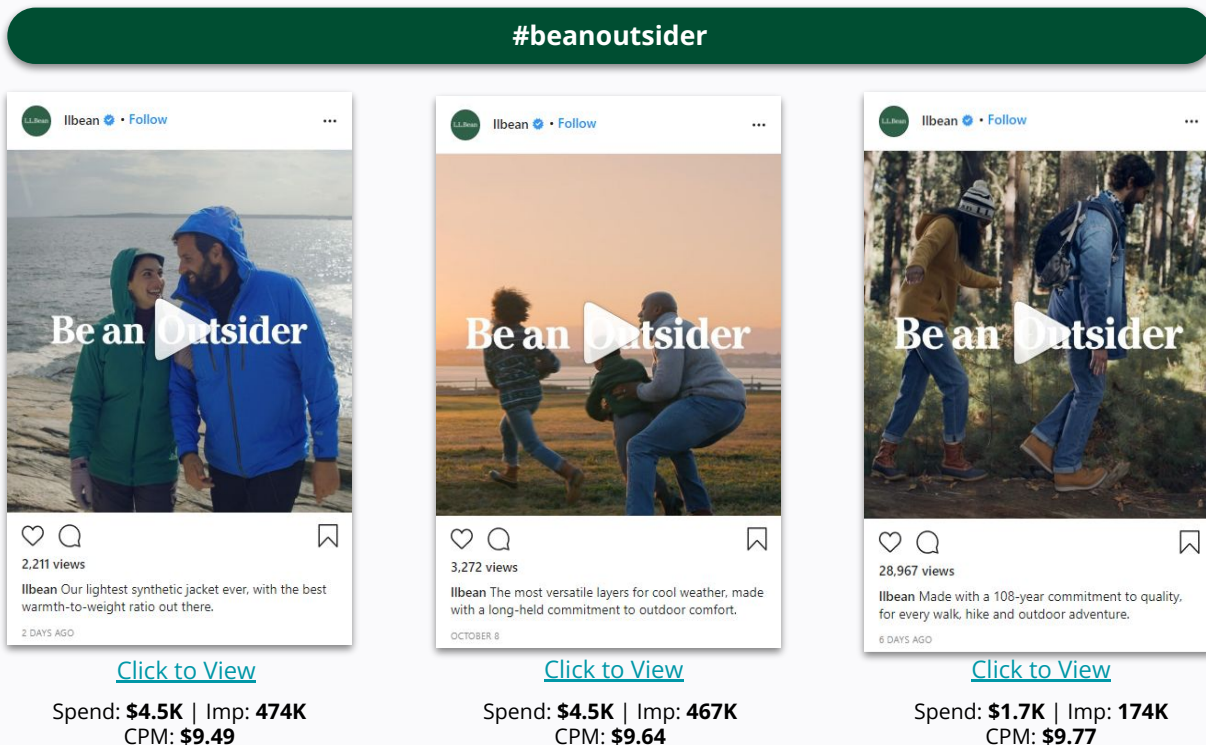 #beanoutsider
L.L.Bean
llbean • Follow
Be an Outsider
2,211 views
llbean Our lightest synthetic jacket ever, with the best
warmth-to-weight ratio out there.
2 DAYS AGO
Click to View
Spend: $4.5K | Imp: 474K
CPM: $9.49
L.L.Bean
llbean • Follow
Be an Outsider
3,272 views
llbean The most versatile layers for cool weather, made
with a long-held commitment to outdoor comfort.
OCTOBER 8
Click to View
Spend: $4.5K | Imp: 467K
CPM: $9.64
L.L.Bean
llbean • Follow
Be an Outsider
28,967 views
llbean Made with a 108-year commitment to quality,
for every walk, hike and outdoor adventure.
6 DAYS AGO
Click to View
Spend: $1.7K | Imp: 174K
CPM: $9.77